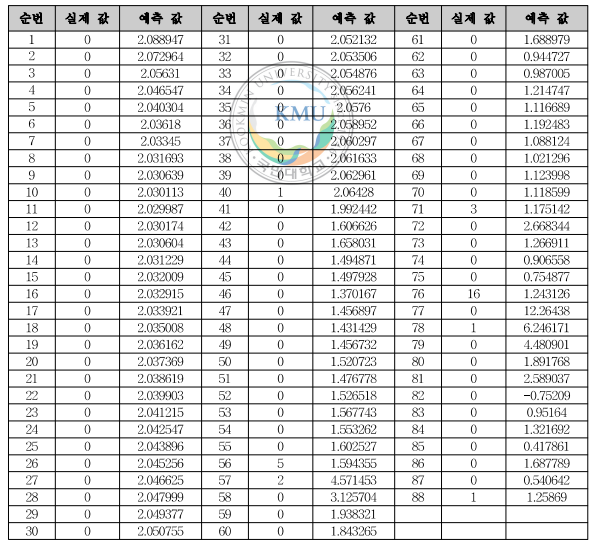 순번 실제 값 예측 값 순번 실제 값 예측 값 순번 실제 값 예측 값
1 0 2.088947 31 0 2.052132 61 0 1.688979
2 0 2.072964 32 0 2.053506 62 0 0.944727
3 0 2.05631 33 0 2.054876 63 0 0.987005
4 0 2.046547 34 0 2.056241 64 0 1.214747
5 0 2.040304 35 0 2.0576 65 0 1.116689
6 0 2.03618 36 0 2.058952 66 0 1.192483
7 0 2.03345 37 0 2.060297 67 0 1.088124
8 0 2.031693 38 0 2.061633 68 0 1.021296
9 0 2.030639 39 0 2.062961 69 0 1.123998
10 0 2.030113 40 1 2.06428 70 0 1.118599
11 0 2.029987 41 0 1.992442 71 3 1.175142
12 0 2.030174 42 0 1.606626 72 0 2.668344
13 0 2.030604 43 0 1.658031 73 0 1.266911
14 0 2.031229 44 0 1.494871 74 0 0.906558
15 0 2.032009 45 0 1.497928 75 0 0.754877
16 0 2.032915 46 0 1.370167 76 16 1.243126
17 0 2.033921 47 0 1.456897 77 0 12.26438
18 0 2.035008 48 0 1.431429 78 1 6.246171
19 0 2.036162 49 0 1.456732 79 0 4.480901
20 0 2.037369 50 0 1.520723 80 0 1.891768
21 0 2.038619 51 0 1.476778 81 0 2.589037
22 0 2.039903 52 0 1.526518 82 0 -0.75209
23 0 2.041215 53 0 1.567743 83 0 0.95164
24 0 2.042547 54 0 1.553262 84 0 1.321692
25 0 2.043896 55 0 1.602527 85 0 0.417861
26 0 2.045256 56 5 1.594355 86 0 1.687789
27 0 2.046625 57 2 4.571453 87 0 0.540642
28 0 2.047999 58 0 3.125704 88 1 1.25869
29 0 2.049377 59 0 1.938321
30 0 2.050755 60 0 1.843265
KOOKMIN UNIVERSITY
KMU
국민대학교